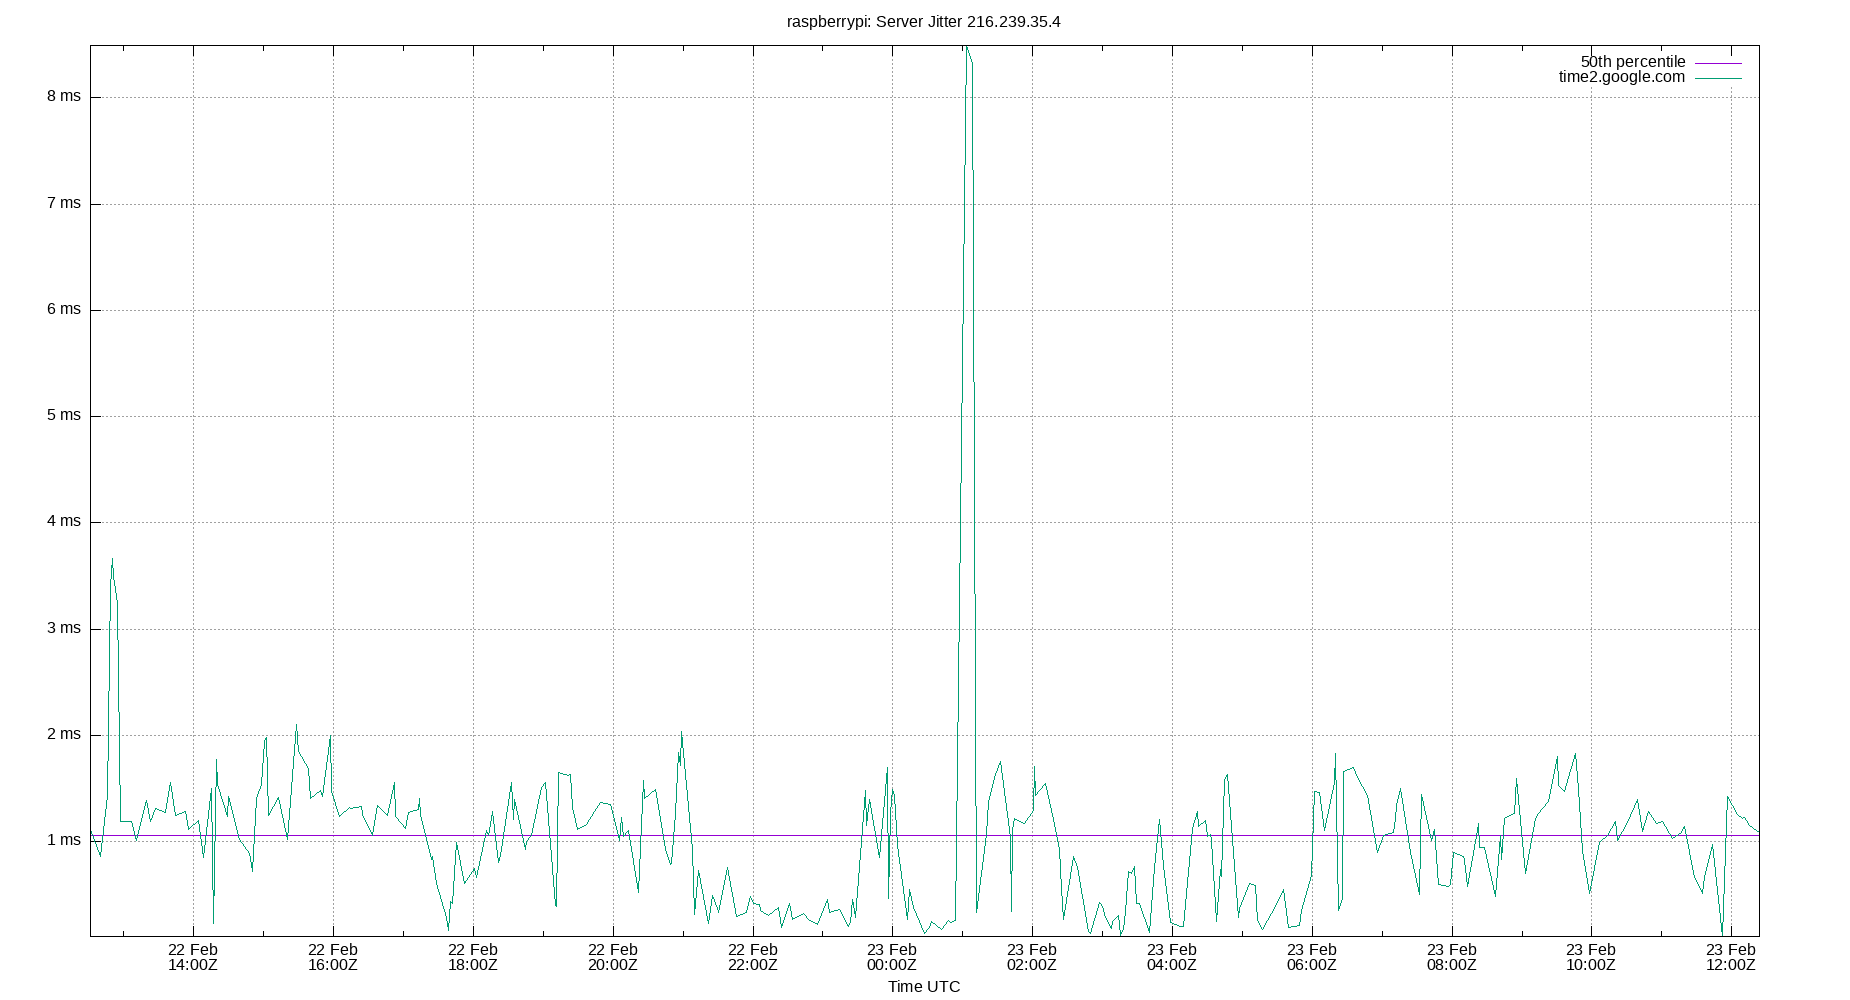 raspberrypi: Server Jitter 216.239.35.4
50th percentile
time2.google.com
8 ms
7 ms
6 ms
5 ms
4 ms
3 ms
2 ms
1 ms
22 Feb 22 Feb 22 Feb 22 Feb 22 Feb 23 Feb 23 Feb 23 Feb 23 Feb 23 Feb 23 Feb 23 Feb
14:00Z 16:00Z 18:00Z 20:00Z 22:00Z 00:00Z 02:00Z 04:00Z 06:00Z 08:00Z 10:00Z 12:00Z
Time UTC